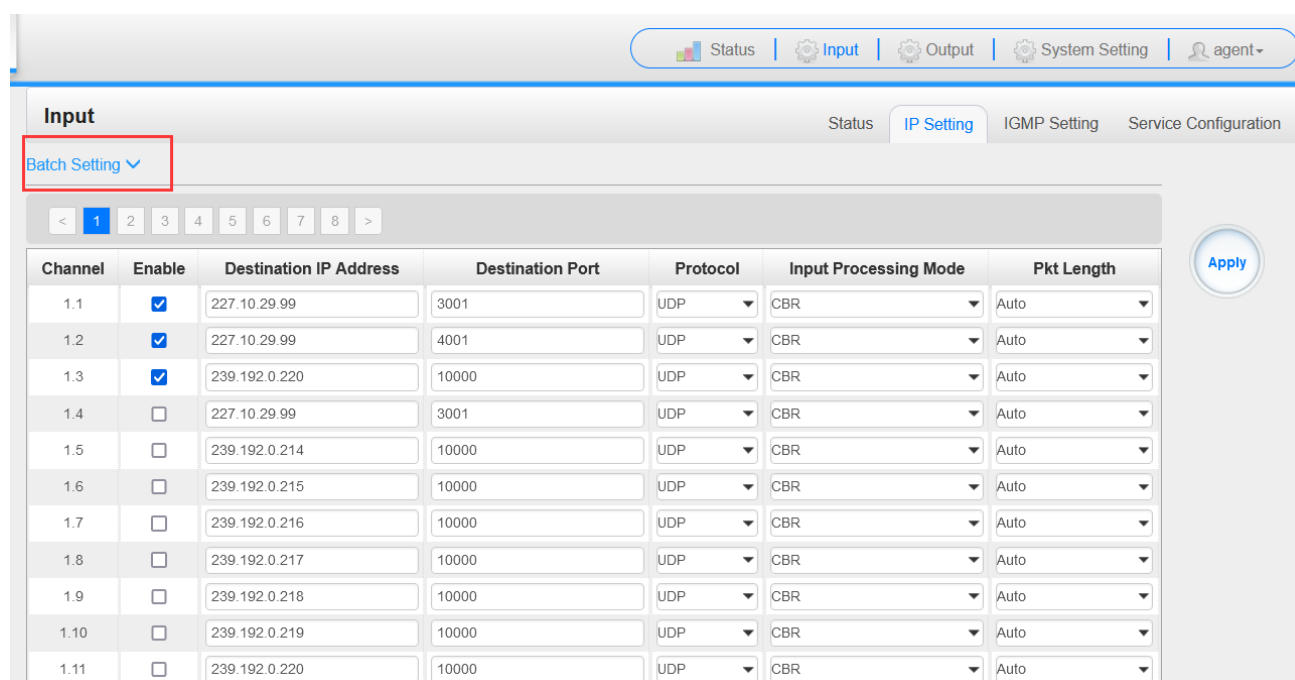 Status Input Output System Setting agent
Input Status IP Setting IGMP Setting Service Configuration
Batch Setting
< 1 2 3 4 5 6 7 8 >
Channel Enable Destination IP Address Destination Port Protocol Input Processing Mode Pkt Length
Apply
1.1 227.10.29.99 3001 UDP CBR Auto
1.2 227.10.29.99 4001 UDP CBR Auto
1.3 239.192.0.220 10000 UDP CBR Auto
1.4 227.10.29.99 3001 UDP CBR Auto
1.5 239.192.0.214 10000 UDP CBR Auto
1.6 239.192.0.215 10000 UDP CBR Auto
1.7 239.192.0.216 10000 UDP CBR Auto
1.8 239.192.0.217 10000 UDP CBR Auto
1.9 239.192.0.218 10000 UDP CBR Auto
1.10 239.192.0.219 10000 UDP CBR Auto
1.11 239.192.0.220 10000 UDP CBR Auto